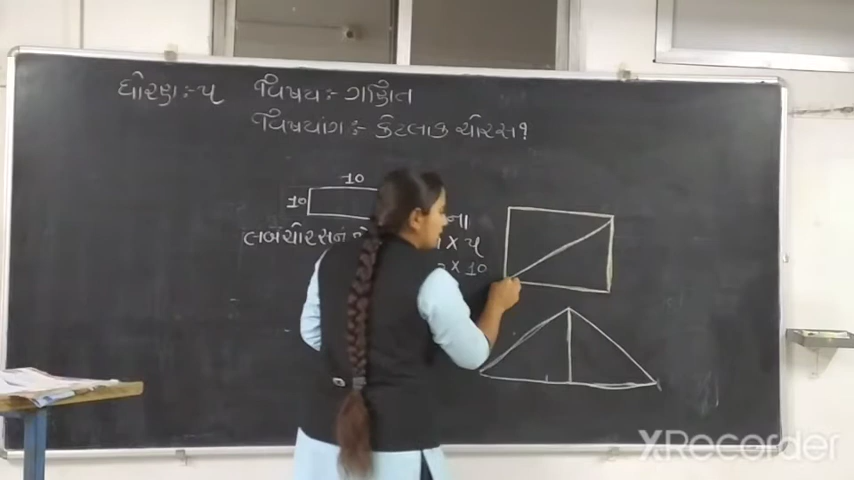 ધોરણ :- ૫ વિષય :- ગણિત
વિષયાંગ :- કેટલાક ચોરસ ?
10
10
લંબચોરસનો ના
x ૫
x 10
XRecorder